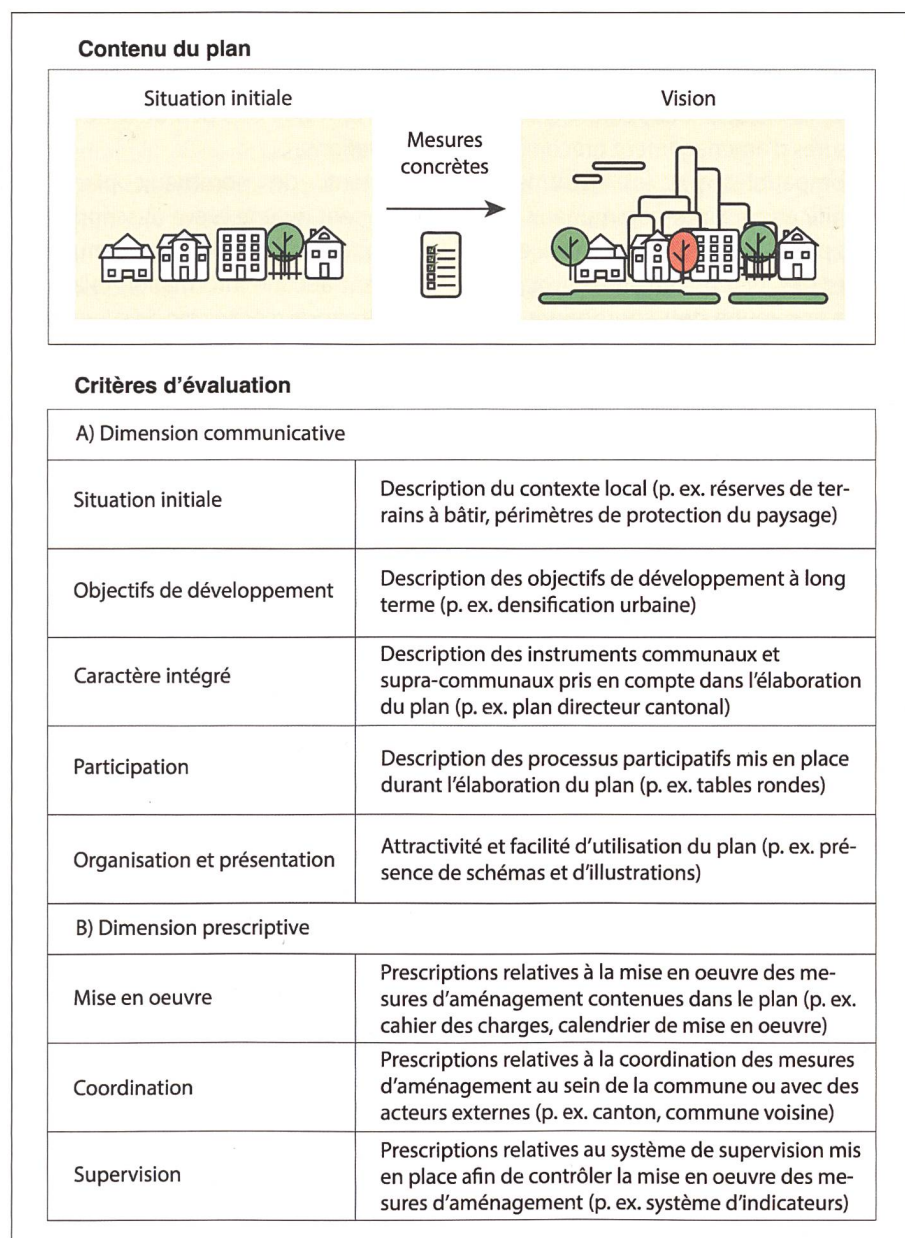 Contenu du plan
Situation initiale
Vision
Mesures
concrètes
Critères d'évaluation
A) Dimension communicative
Situation initiale
Description du contexte local (p. ex. réserves de ter-
rains à bâtir, périmètres de protection du paysage)
Objectifs de développement
Description des objectifs de développement à long
terme (p. ex. densification urbaine)
Caractère intégré
Description des instruments communaux et
supra-communaux pris en compte dans l'élaboration
du plan (p. ex. plan directeur cantonal)
Participation
Description des processus participatifs mis en place
durant l'élaboration du plan (p. ex. tables rondes)
Organisation et présentation
Attractivité et facilité d'utilisation du plan (p. ex. pré-
sence de schémas et d'illustrations)
B) Dimension prescriptive
Mise en oeuvre
Prescriptions relatives à la mise en oeuvre des me-
sures d'aménagement contenues dans le plan (p. ex.
cahier des charges, calendrier de mise en oeuvre)
Coordination
Prescriptions relatives à la coordination des mesures
d'aménagement au sein de la commune ou avec des
acteurs externes (p. ex. canton, commune voisine)
Supervision
Prescriptions relatives au système de supervision mis
en place afin de contrôler la mise en oeuvre des me-
sures d'aménagement (p. ex. système d'indicateurs)